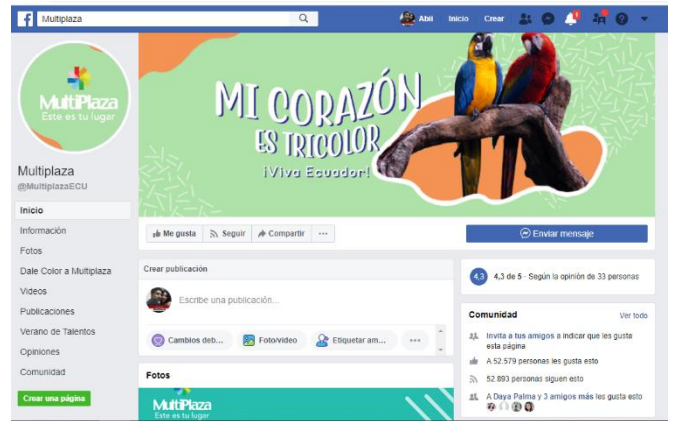 Multiplaza
Abii
Inicio
Crear
MultiPlaza
Este es tu lugar
MI CORAZÓN
ES TRICOLOR
¡Viva Ecuador!
Multiplaza
@MultiplazaECU
Inicio
Información
Fotos
Dale Color a Multiplaza
Videos
Publicaciones
Verano de Talentos
Opiniones
Comunidad
Crear una página
Me gusta
Seguir
Compartir
Enviar mensaje
Crear publicación
Escribe una publicación...
Cambios deb...
Foto/video
Etiquetar am...
Fotos
MultiPlaza
Este es tu lugar
4,3
4,3 de 5 - Según la opinión de 33 personas
Comunidad
Ver todo
Invita a tus amigos a indicar que les gusta
esta página
A 52.579 personas les gusta esto
52.893 personas siguen esto
A Daya Palma y 3 amigos más les gusta esto